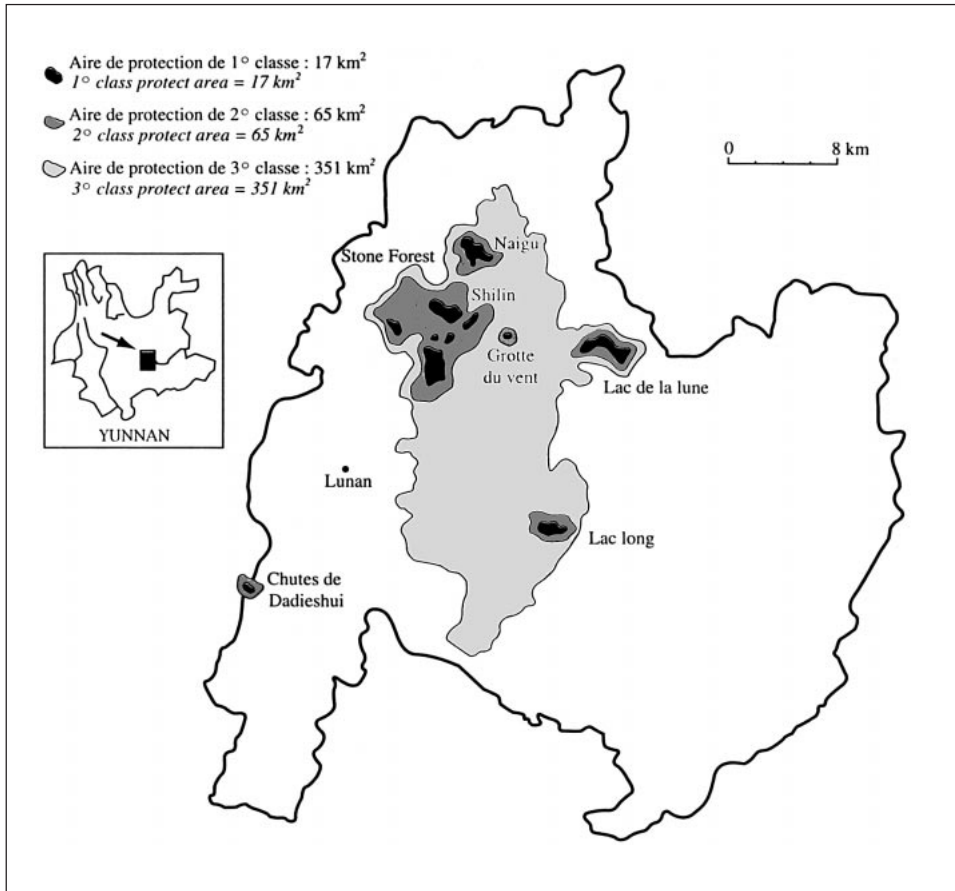 Aire de protection de 1° classe : 17 km²
1° class protect area = 17 km²
Aire de protection de 2° classe : 65 km²
2° class protect area = 65 km²
Aire de protection de 3° classe : 351 km²
3° class protect area = 351 km²
0 8 km
Naigu
Stone Forest
Shilin
Grotte
du vent
Lac de la lune
YUNNAN
Lunan
Lac long
Chutes de
Dadieshui